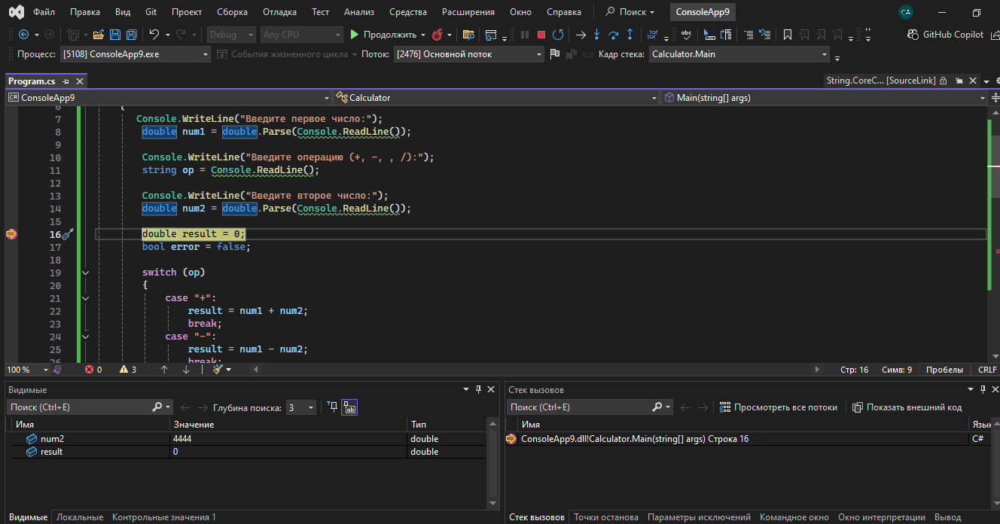 Файл Правка Вид Git Проект Сборка Отладка Тест Анализ Средства Расширения Окно Справка Поиск ConsoleApp9 CA
Debug Any CPU Продолжить GitHub Copilot
Процесс: [5108] ConsoleApp9.exe События жизненного цикла Поток: [2476] Основной поток Кадр стека: Calculator.Main
Program.cs String.CoreC... [SourceLink]
C# ConsoleApp9 Calculator Main(string[] args)
6 {
7 Console.WriteLine("Введите первое число:");
8 double num1 = double.Parse(Console.ReadLine());
9
10 Console.WriteLine("Введите операцию (+, -, , /):");
11 string op = Console.ReadLine();
12
13 Console.WriteLine("Введите второе число:");
14 double num2 = double.Parse(Console.ReadLine());
15
16 double result = 0;
17 bool error = false;
18
19 switch (op)
20 {
21 case "+":
22 result = num1 + num2;
23 break;
24 case "-":
25 result = num1 - num2;
26 break;
100 % 0 3 Стр: 16 Симв: 9 Пробелы CRLF
Видимые
Поиск (Ctrl+E) Глубина поиска: 3
Имя Значение Тип
num2 4444 double
result 0 double
Видимые Локальные Контрольные значения 1
Стек вызовов
Поиск (Ctrl+E) Просмотреть все потоки Показать внешний код
Имя Язык
ConsoleApp9.dll!Calculator.Main(string[] args) Строка 16 C#
Стек вызовов Точки останова Параметры исключений Командное окно Окно интерпретации Вывод